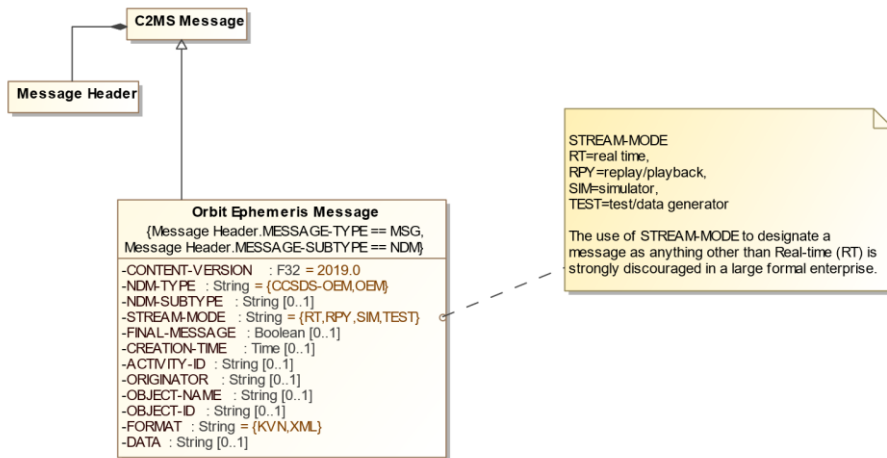 C2MS Message
Message Header
Orbit Ephemeris Message
{Message Header.MESSAGE-TYPE == MSG,
Message Header.MESSAGE-SUBTYPE == NDM}
-CONTENT-VERSION : F32 = 2019.0
-NDM-TYPE : String = {CCSDS-OEM,OEM}
-NDM-SUBTYPE : String [0..1]
-STREAM-MODE : String = {RT,RPY,SIM,TEST}
-FINAL-MESSAGE : Boolean [0..1]
-CREATION-TIME : Time [0..1]
-ACTIVITY-ID : String [0..1]
-ORIGINATOR : String [0..1]
-OBJECT-NAME : String [0..1]
-OBJECT-ID : String [0..1]
-FORMAT : String = {KVN,XML}
-DATA : String [0..1]
STREAM-MODE
RT=real time,
RPY=replay/playback,
SIM=simulator,
TEST=test/data generator
The use of STREAM-MODE to designate a
message as anything other than Real-time (RT) is
strongly discouraged in a large formal enterprise.